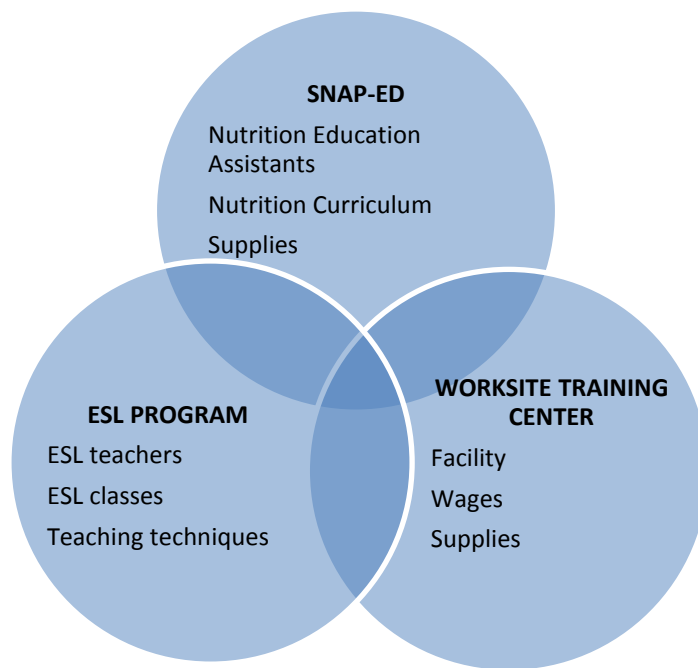 SNAP-ED
Nutrition Education
Assistants
Nutrition Curriculum
Supplies
ESL PROGRAM
ESL teachers
ESL classes
Teaching techniques
WORKSITE TRAINING
CENTER
Facility
Wages
Supplies